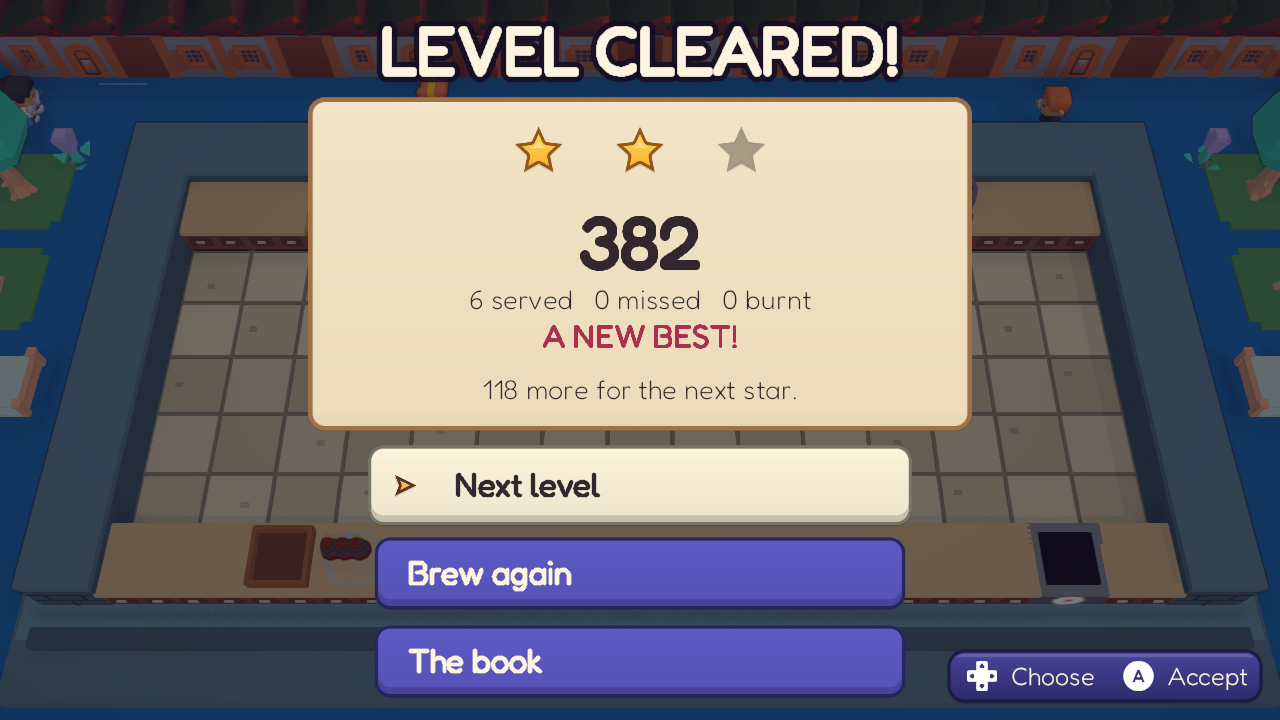 LEVEL CLEARED!
382
6 served 0 missed 0 burnt
A NEW BEST!
118 more for the next star.
Next level
Brew again
The book
Choose A Accept